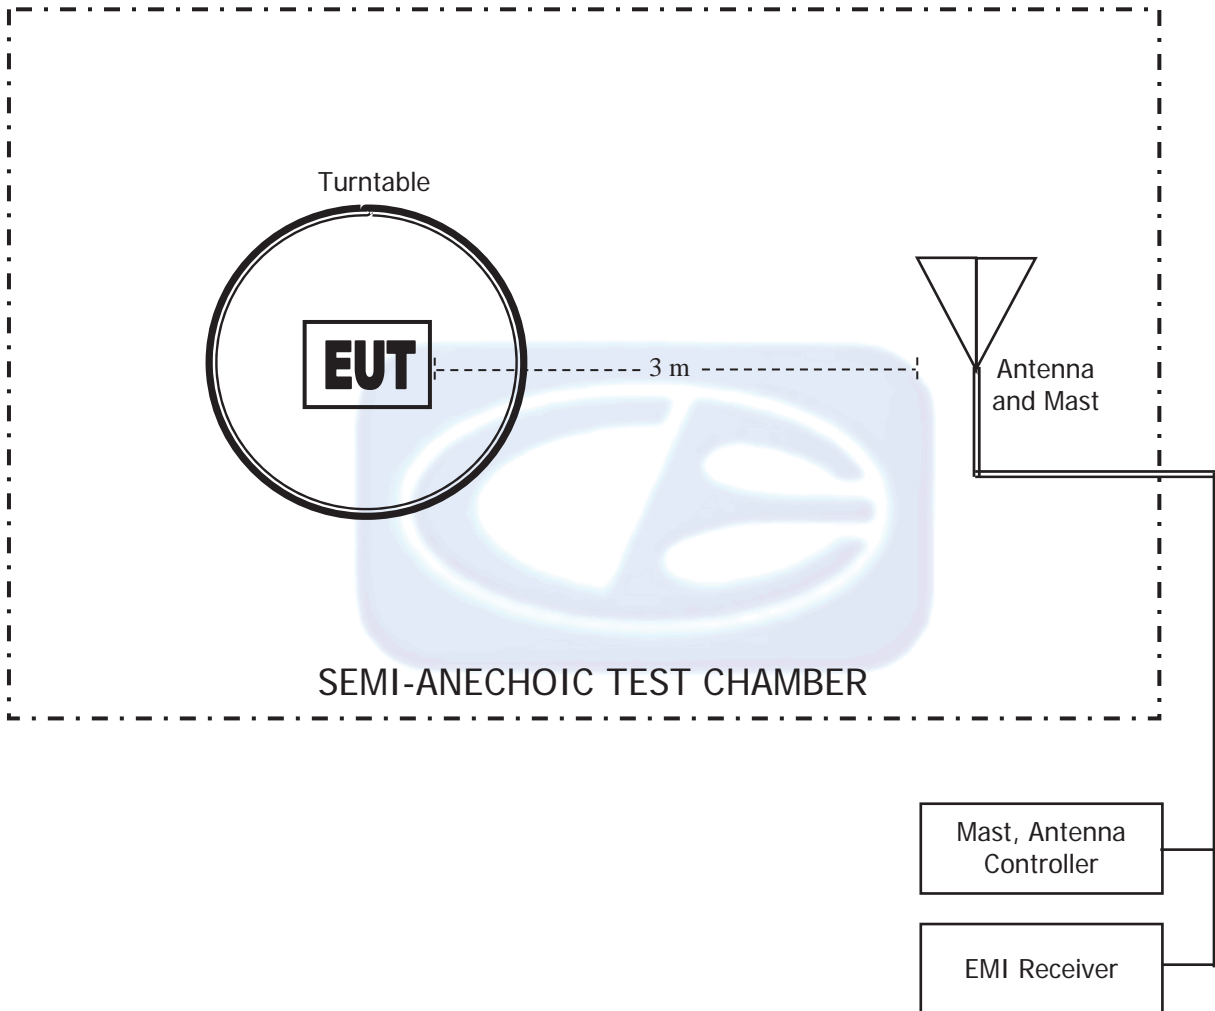 Turntable
EUT
3 m
Antenna
and Mast
SEMI-ANECHOIC TEST CHAMBER
Mast, Antenna
Controller
EMI Receiver